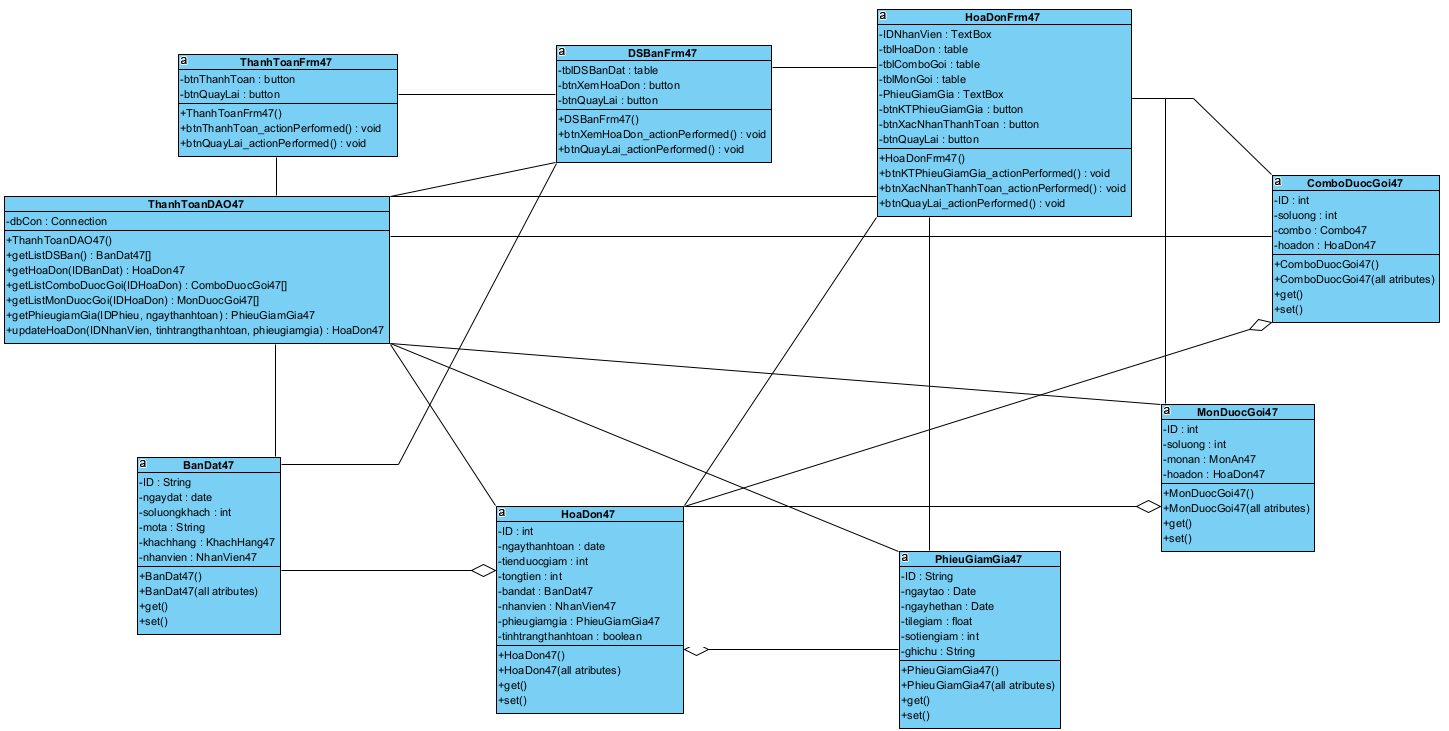 a
ThanhToanFrm47
-btnThanhToan : button
-btnQuayLai : button
+ThanhToanFrm47()
+btnThanhToan_actionPerformed() : void
+btnQuayLai_actionPerformed() : void
a
DSBanFrm47
-tblDSBanDat : table
-btnXemHoaDon : button
-btnQuayLai : button
+DSBanFrm47()
+btnXemHoaDon_actionPerformed() : void
+btnQuayLai_actionPerformed() : void
a
HoaDonFrm47
-IDNhanVien : TextBox
-tblHoaDon : table
-tblComboGoi : table
-tblMonGoi : table
-PhieuGiamGia : TextBox
-btnKTPhieuGiamGia : button
-btnXacNhanThanhToan : button
-btnQuayLai : button
+HoaDonFrm47()
+btnKTPhieuGiamGia_actionPerformed() : void
+btnXacNhanThanhToan_actionPerformed() : void
+btnQuayLai_actionPerformed() : void
a
ComboDuocGoi47
-ID : int
-soluong : int
-combo : Combo47
-hoadon : HoaDon47
+ComboDuocGoi47()
+ComboDuocGoi47(all atributes)
+get()
+set()
ThanhToanDAO47
-dbCon : Connection
+ThanhToanDAO47()
+getListDSBan() : BanDat47[]
+getHoaDon(IDBanDat) : HoaDon47
+getListComboDuocGoi(IDHoaDon) : ComboDuocGoi47[]
+getListMonDuocGoi(IDHoaDon) : MonDuocGoi47[]
+getPhieugiamGia(IDPhieu, ngaythanhtoan) : PhieuGiamGia47
+updateHoaDon(IDNhanVien, tinhtrangthanhtoan, phieugiamgia) : HoaDon47
a
MonDuocGoi47
-ID : int
-soluong : int
-monan : MonAn47
-hoadon : HoaDon47
+MonDuocGoi47()
+MonDuocGoi47(all atributes)
+get()
+set()
a
BanDat47
-ID : String
-ngaydat : date
-soluongkhach : int
-mota : String
-khachhang : KhachHang47
-nhanvien : NhanVien47
+BanDat47()
+BanDat47(all atributes)
+get()
+set()
a
HoaDon47
-ID : int
-ngaythanhtoan : date
-tienduocgiam : int
-tongtien : int
-bandat : BanDat47
-nhanvien : NhanVien47
-phieugiamgia : PhieuGiamGia47
-tinhtrangthanhtoan : boolean
+HoaDon47()
+HoaDon47(all atributes)
+get()
+set()
a
PhieuGiamGia47
-ID : String
-ngaytao : Date
-ngayhethan : Date
-tilegiam : float
-sotiengiam : int
-ghichu : String
+PhieuGiamGia47()
+PhieuGiamGia47(all atributes)
+get()
+set()